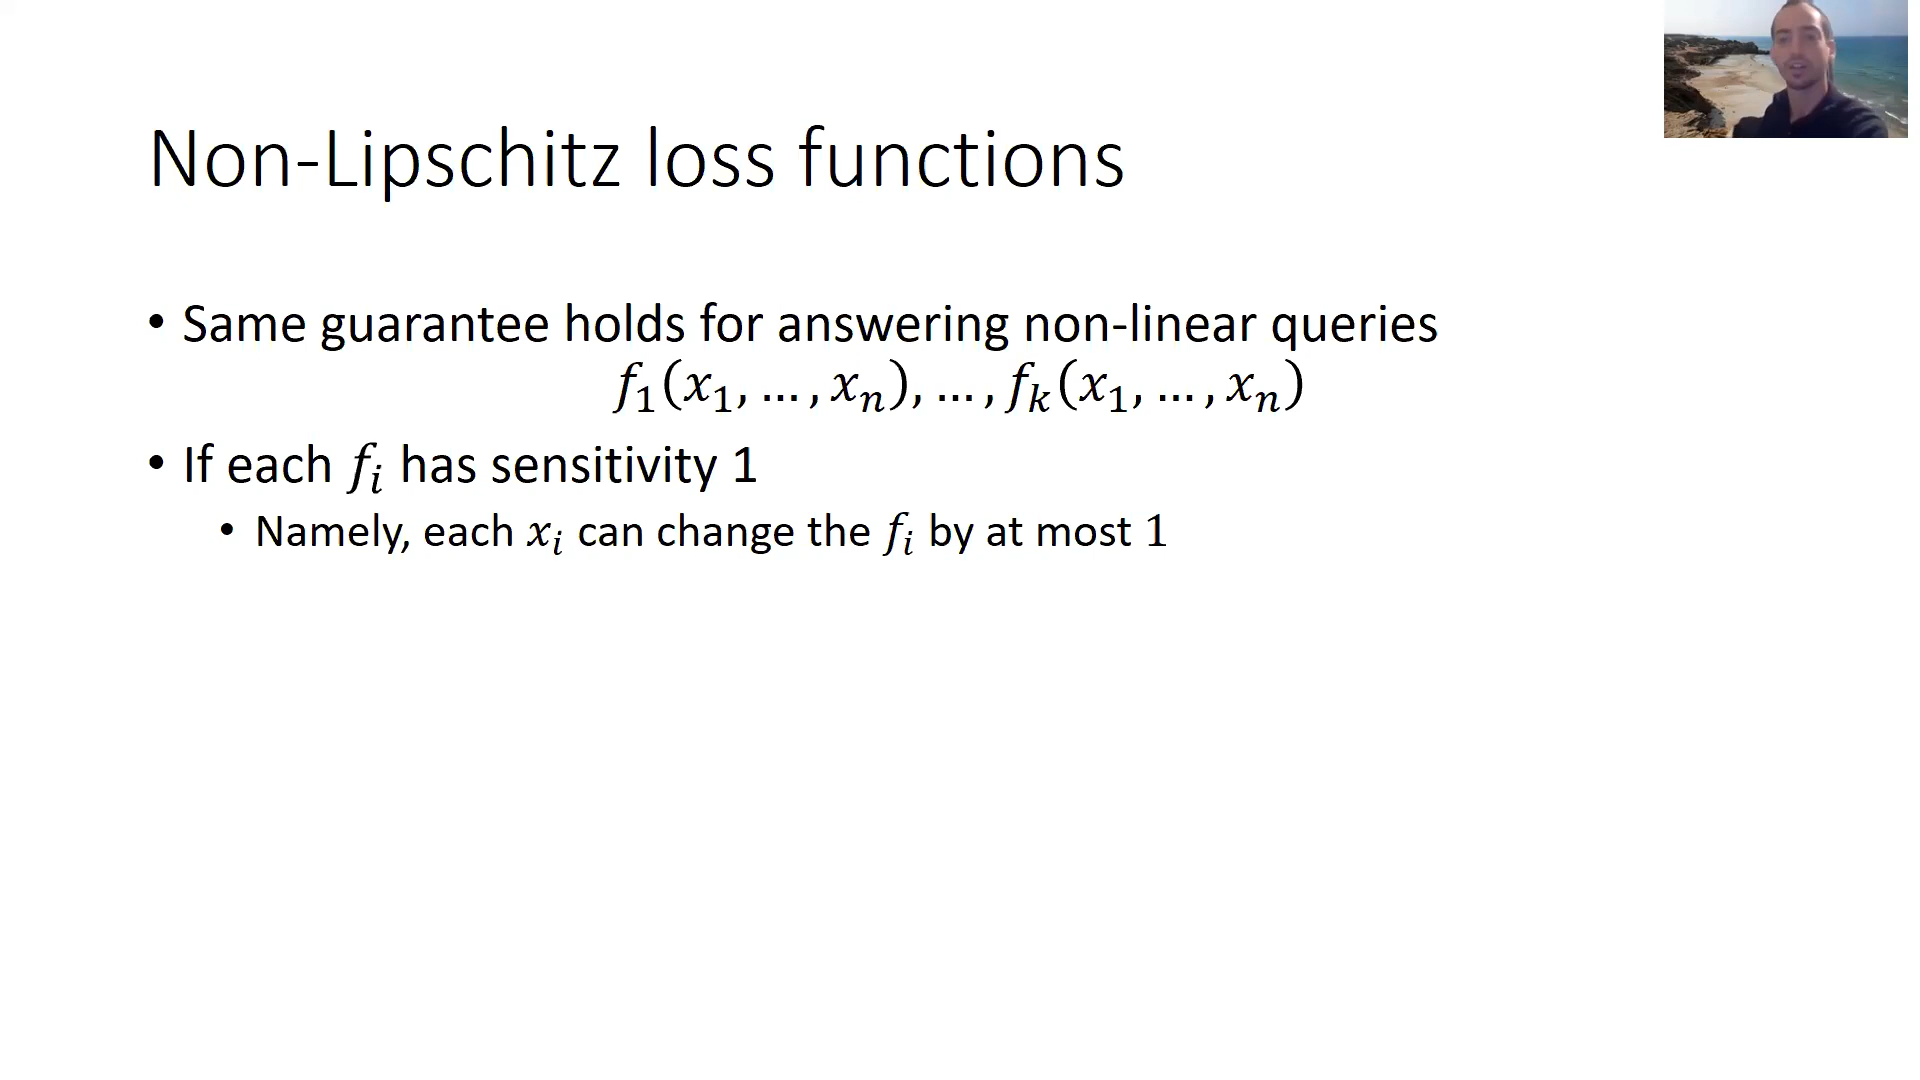 Non-Lipschitz loss functions
• Same guarantee holds for answering non-linear queries
f₁(x₁, … , xₙ), … , fₖ(x₁, … , xₙ)
• If each fᵢ has sensitivity 1
• Namely, each xᵢ can change the fᵢ by at most 1